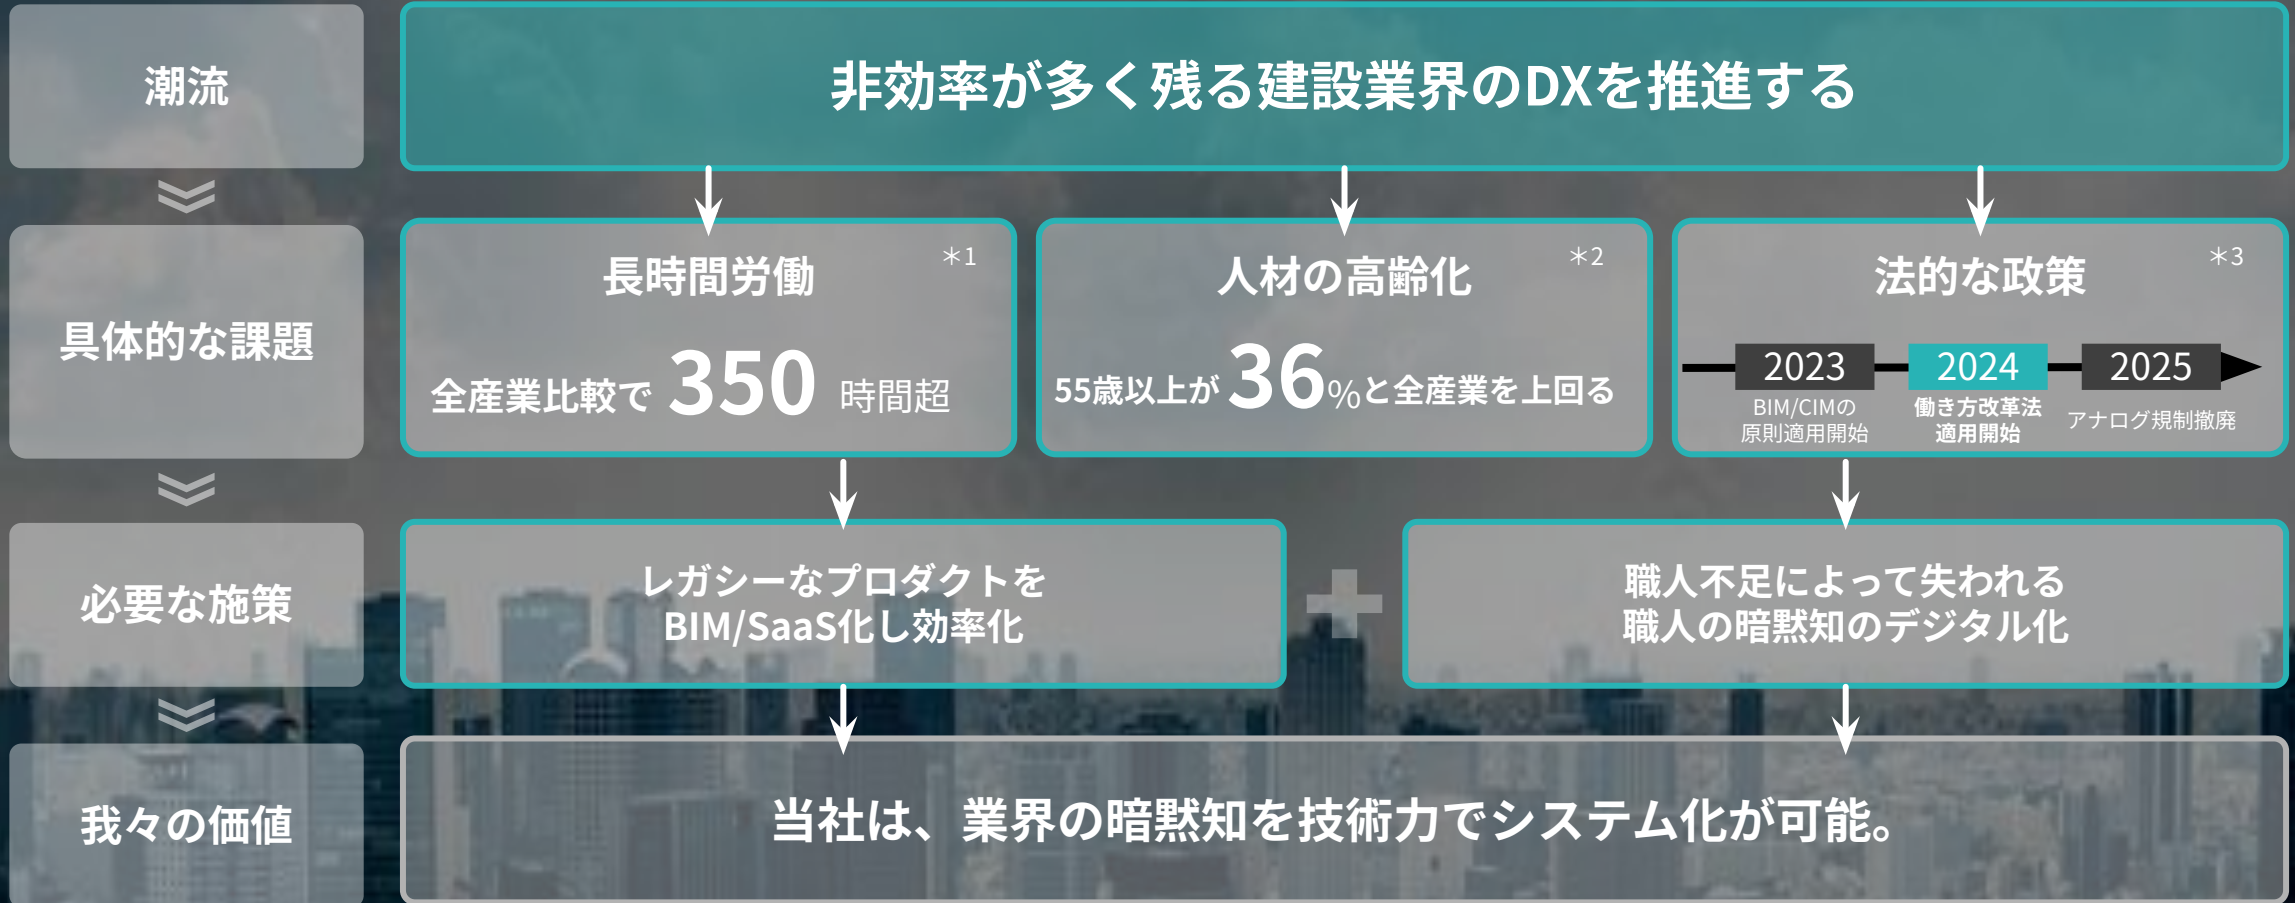 潮流
非効率が多く残る建設業界のDXを推進する
具体的な課題
長時間労働 ＊1
全産業比較で 350 時間超
人材の高齢化 ＊2
55歳以上が 36%と全産業を上回る
法的な政策 ＊3
2023 2024 2025
BIM/CIMの
原則適用開始
働き方改革法
適用開始
アナログ規制撤廃
必要な施策
レガシーなプロダクトを
BIM/SaaS化し効率化
職人不足によって失われる
職人の暗黙知のデジタル化
我々の価値
当社は、業界の暗黙知を技術力でシステム化が可能。